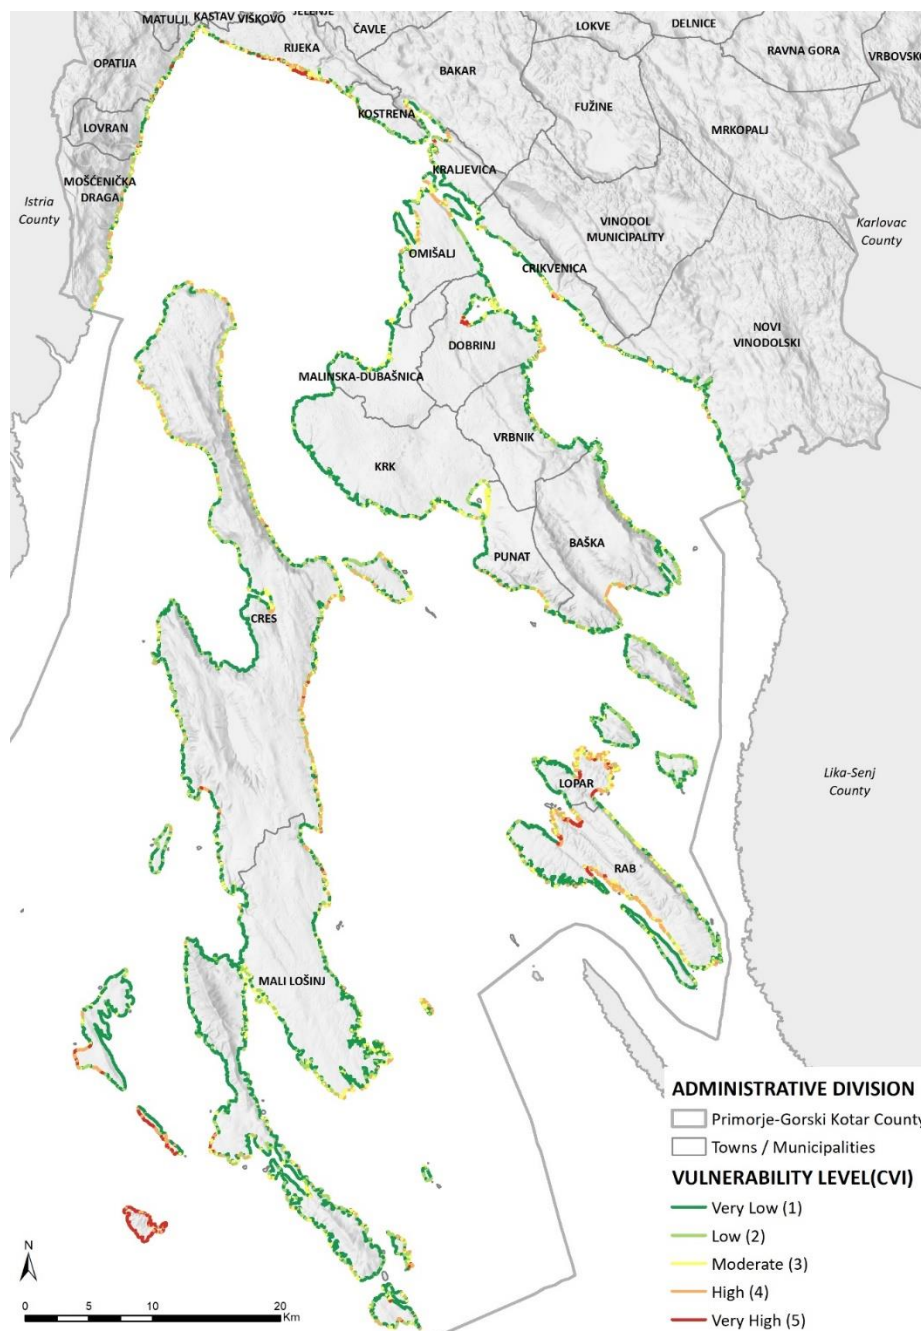 MATULJI
KASTAV
VIŠKOVO
JELENJE
ČAVLE
LOKVE
DELNICE
RAVNA GORA
VRBOVSKO
OPATIJA
RIJEKA
BAKAR
KOSTRENA
FUŽINE
LOVRAN
MRKOPALJ
MOŠĆENIČKA
DRAGA
KRALJEVICA
Istria
County
VINODOL
MUNICIPALITY
Karlovac
County
OMIŠALJ
CRIKVENICA
NOVI
VINODOLSKI
DOBRINJ
MALINSKA-DUBAŠNICA
VRBNIK
KRK
PUNAT
BAŠKA
CRES
LOPAR
Lika-Senj
County
RAB
MALI LOŠINJ
ADMINISTRATIVE DIVISION
Primorje-Gorski Kotar County
Towns / Municipalities
VULNERABILITY LEVEL(CVI)
Very Low (1)
Low (2)
Moderate (3)
High (4)
Very High (5)
N
0 5 10 20
Km